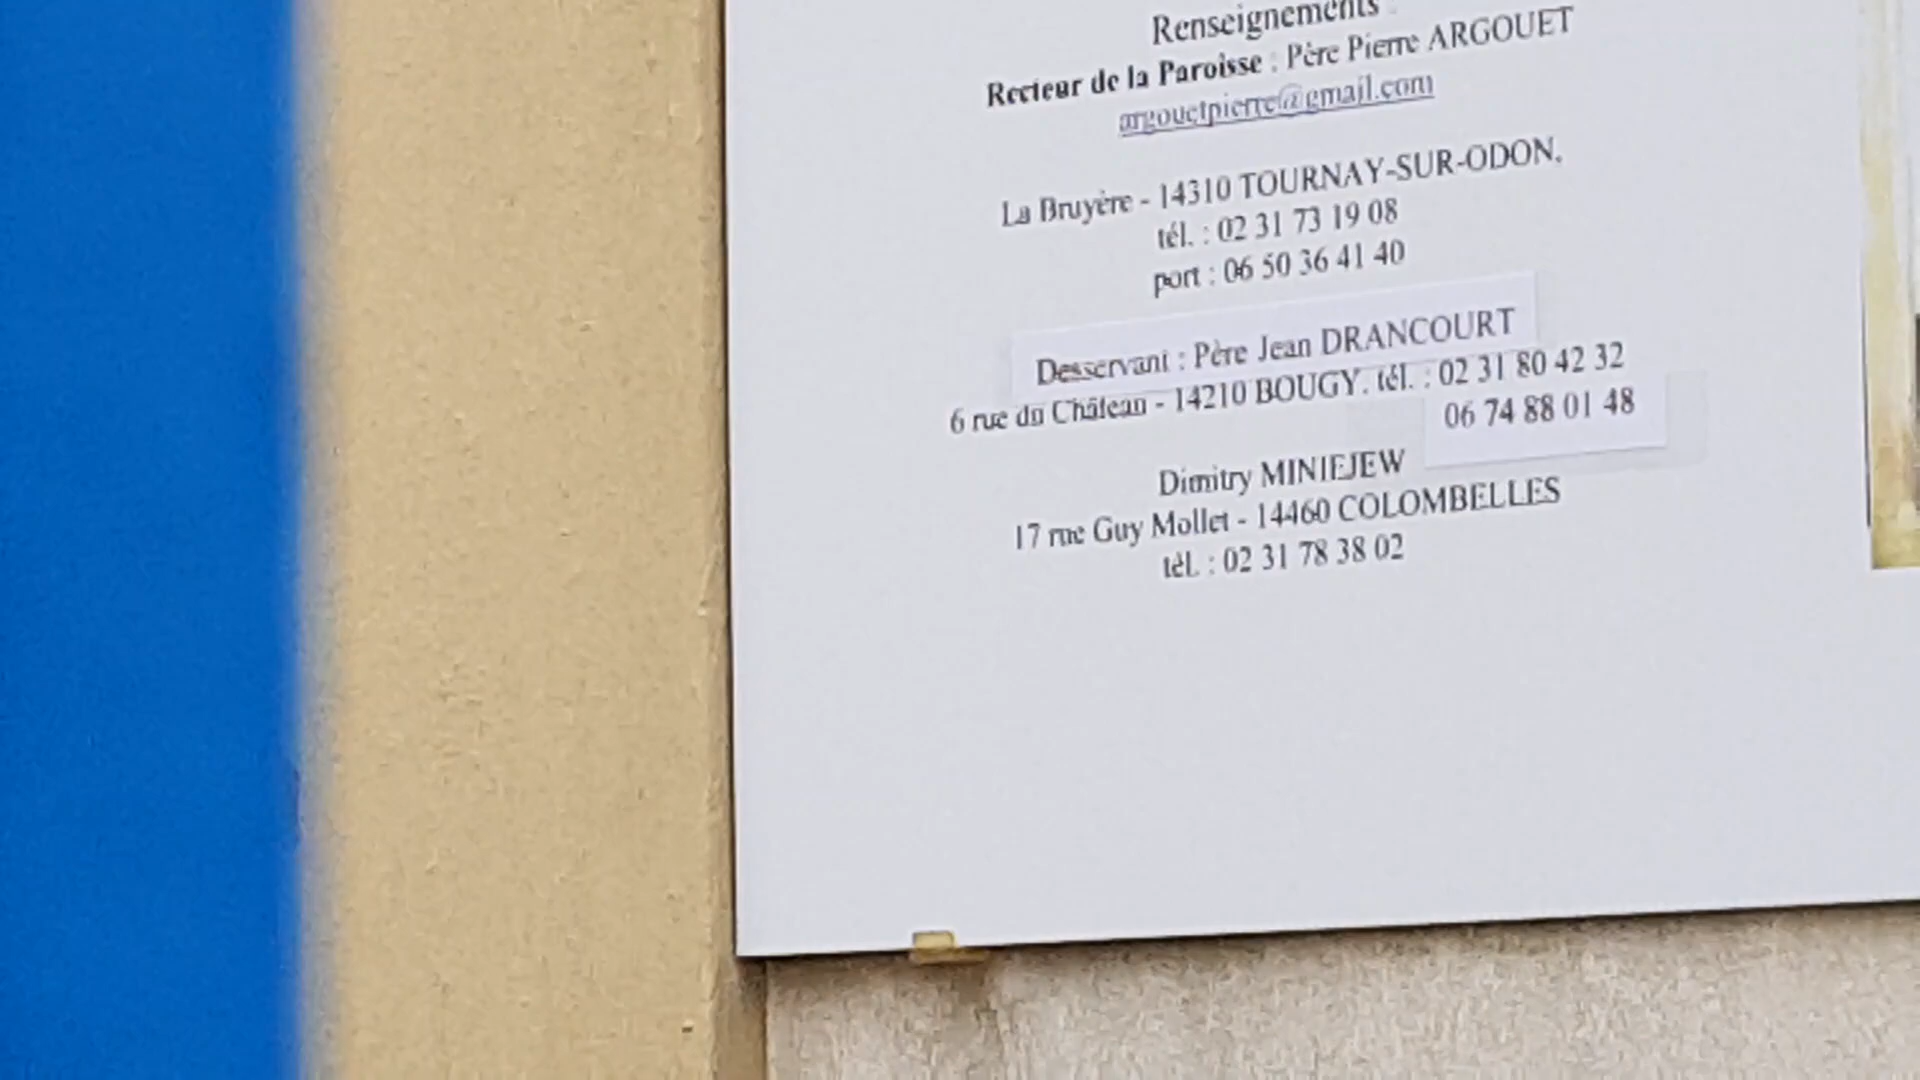 Renseignements :
Recteur de la Paroisse : Père Pierre ARGOUET
argouetpierre@gmail.com
La Bruyère - 14310 TOURNAY-SUR-ODON.
tél. : 02 31 73 19 08
port : 06 50 36 41 40
Desservant : Père Jean DRANCOURT
6 rue du Château - 14210 BOUGY. tél. : 02 31 80 42 32
06 74 88 01 48
Dimitry MINIEJEW
17 rue Guy Mollet - 14460 COLOMBELLES
tél. : 02 31 78 38 02